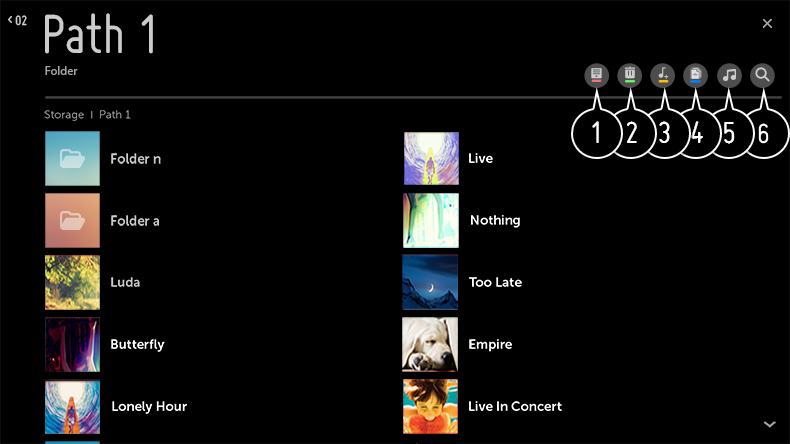 02
Path 1
Folder
1 2 3 4 5 6
Storage | Path 1
Folder n
Live
Folder a
Nothing
Luda
Too Late
Butterfly
Empire
Lonely Hour
Live In Concert